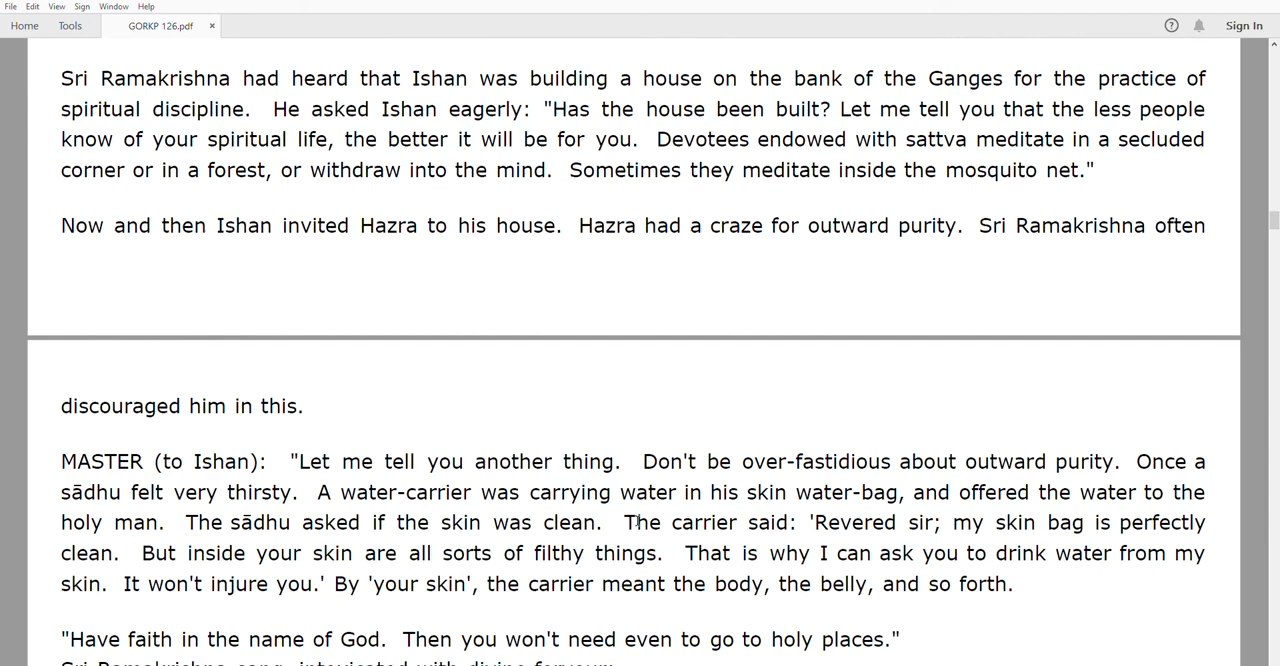 File Edit View Sign Window Help
Home Tools GORKP 126.pdf × ? Sign In
Sri Ramakrishna had heard that Ishan was building a house on the bank of the Ganges for the practice of
spiritual discipline. He asked Ishan eagerly: "Has the house been built? Let me tell you that the less people
know of your spiritual life, the better it will be for you. Devotees endowed with sattva meditate in a secluded
corner or in a forest, or withdraw into the mind. Sometimes they meditate inside the mosquito net."
Now and then Ishan invited Hazra to his house. Hazra had a craze for outward purity. Sri Ramakrishna often
discouraged him in this.
MASTER (to Ishan): "Let me tell you another thing. Don't be over-fastidious about outward purity. Once a
sādhu felt very thirsty. A water-carrier was carrying water in his skin water-bag, and offered the water to the
holy man. The sādhu asked if the skin was clean. The carrier said: 'Revered sir; my skin bag is perfectly
clean. But inside your skin are all sorts of filthy things. That is why I can ask you to drink water from my
skin. It won't injure you.' By 'your skin', the carrier meant the body, the belly, and so forth.
"Have faith in the name of God. Then you won't need even to go to holy places."
Sri Ramakrishna sang, intoxicated with divine fervour: